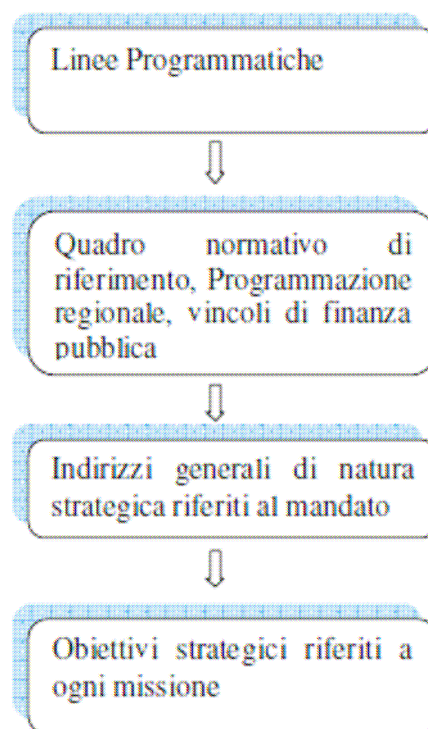 Linee Programmatiche
Quadro normativo di
riferimento, Programmazione
regionale, vincoli di finanza
pubblica
Indirizzi generali di natura
strategica riferiti al mandato
Obiettivi strategici riferiti a
ogni missione